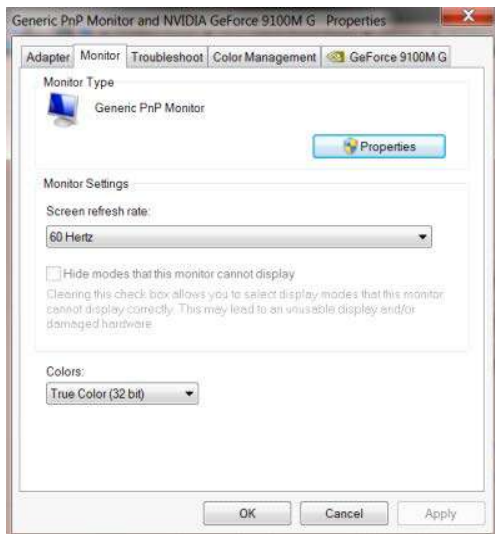 Generic PnP Monitor and NVIDIA GeForce 9100M G Properties
Adapter Monitor Troubleshoot Color Management GeForce 9100M G
Monitor Type
Generic PnP Monitor
Properties
Monitor Settings
Screen refresh rate:
60 Hertz
Hide modes that this monitor cannot display
Clearing this check box allows you to select display modes that this monitor
cannot display correctly. This may lead to an unusable display and/or
damaged hardware.
Colors:
True Color (32 bit)
OK Cancel Apply